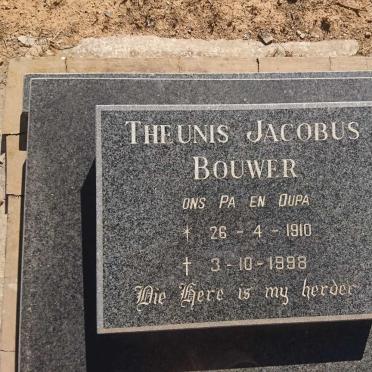 THEUNIS JACOBUS
BOUWER
ONS PA EN OUPA
* 26 - 4 - 1910
† 3-10-1998
Die Here is my herder